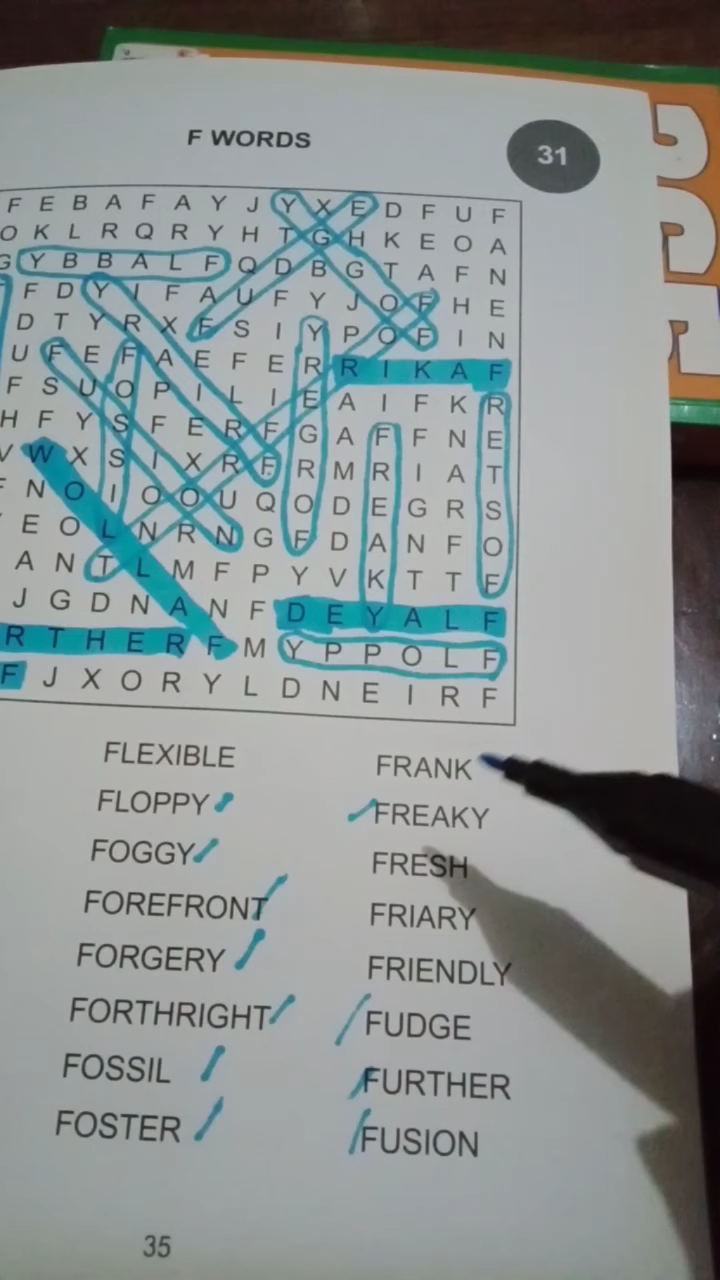 F WORDS
31
F E B A F A Y J Y X E D F U F
O K L R Q R Y H T G H K E O A
G Y B B A L F Q D B G T A F N
F D Y I F A U F Y J O F H E
D T Y R X F S I Y P O F I N
U F E F A E F E R R I K A F
F S U O P I L I E A I F K R
H F Y S F E R F G A F F N E
V W X S I X R F R M R I A T
F N O I O O U Q O D E G R S
E O L N R N G F D A N F O
A N T L M F P Y V K T T F
J G D N A N F D E Y A L F
R T H E R F M Y P P O L F
F J X O R Y L D N E I R F
FLEXIBLE FRANK
FLOPPY FREAKY
FOGGY FRESH
FOREFRONT FRIARY
FORGERY FRIENDLY
FORTHRIGHT FUDGE
FOSSIL FURTHER
FOSTER FUSION
35